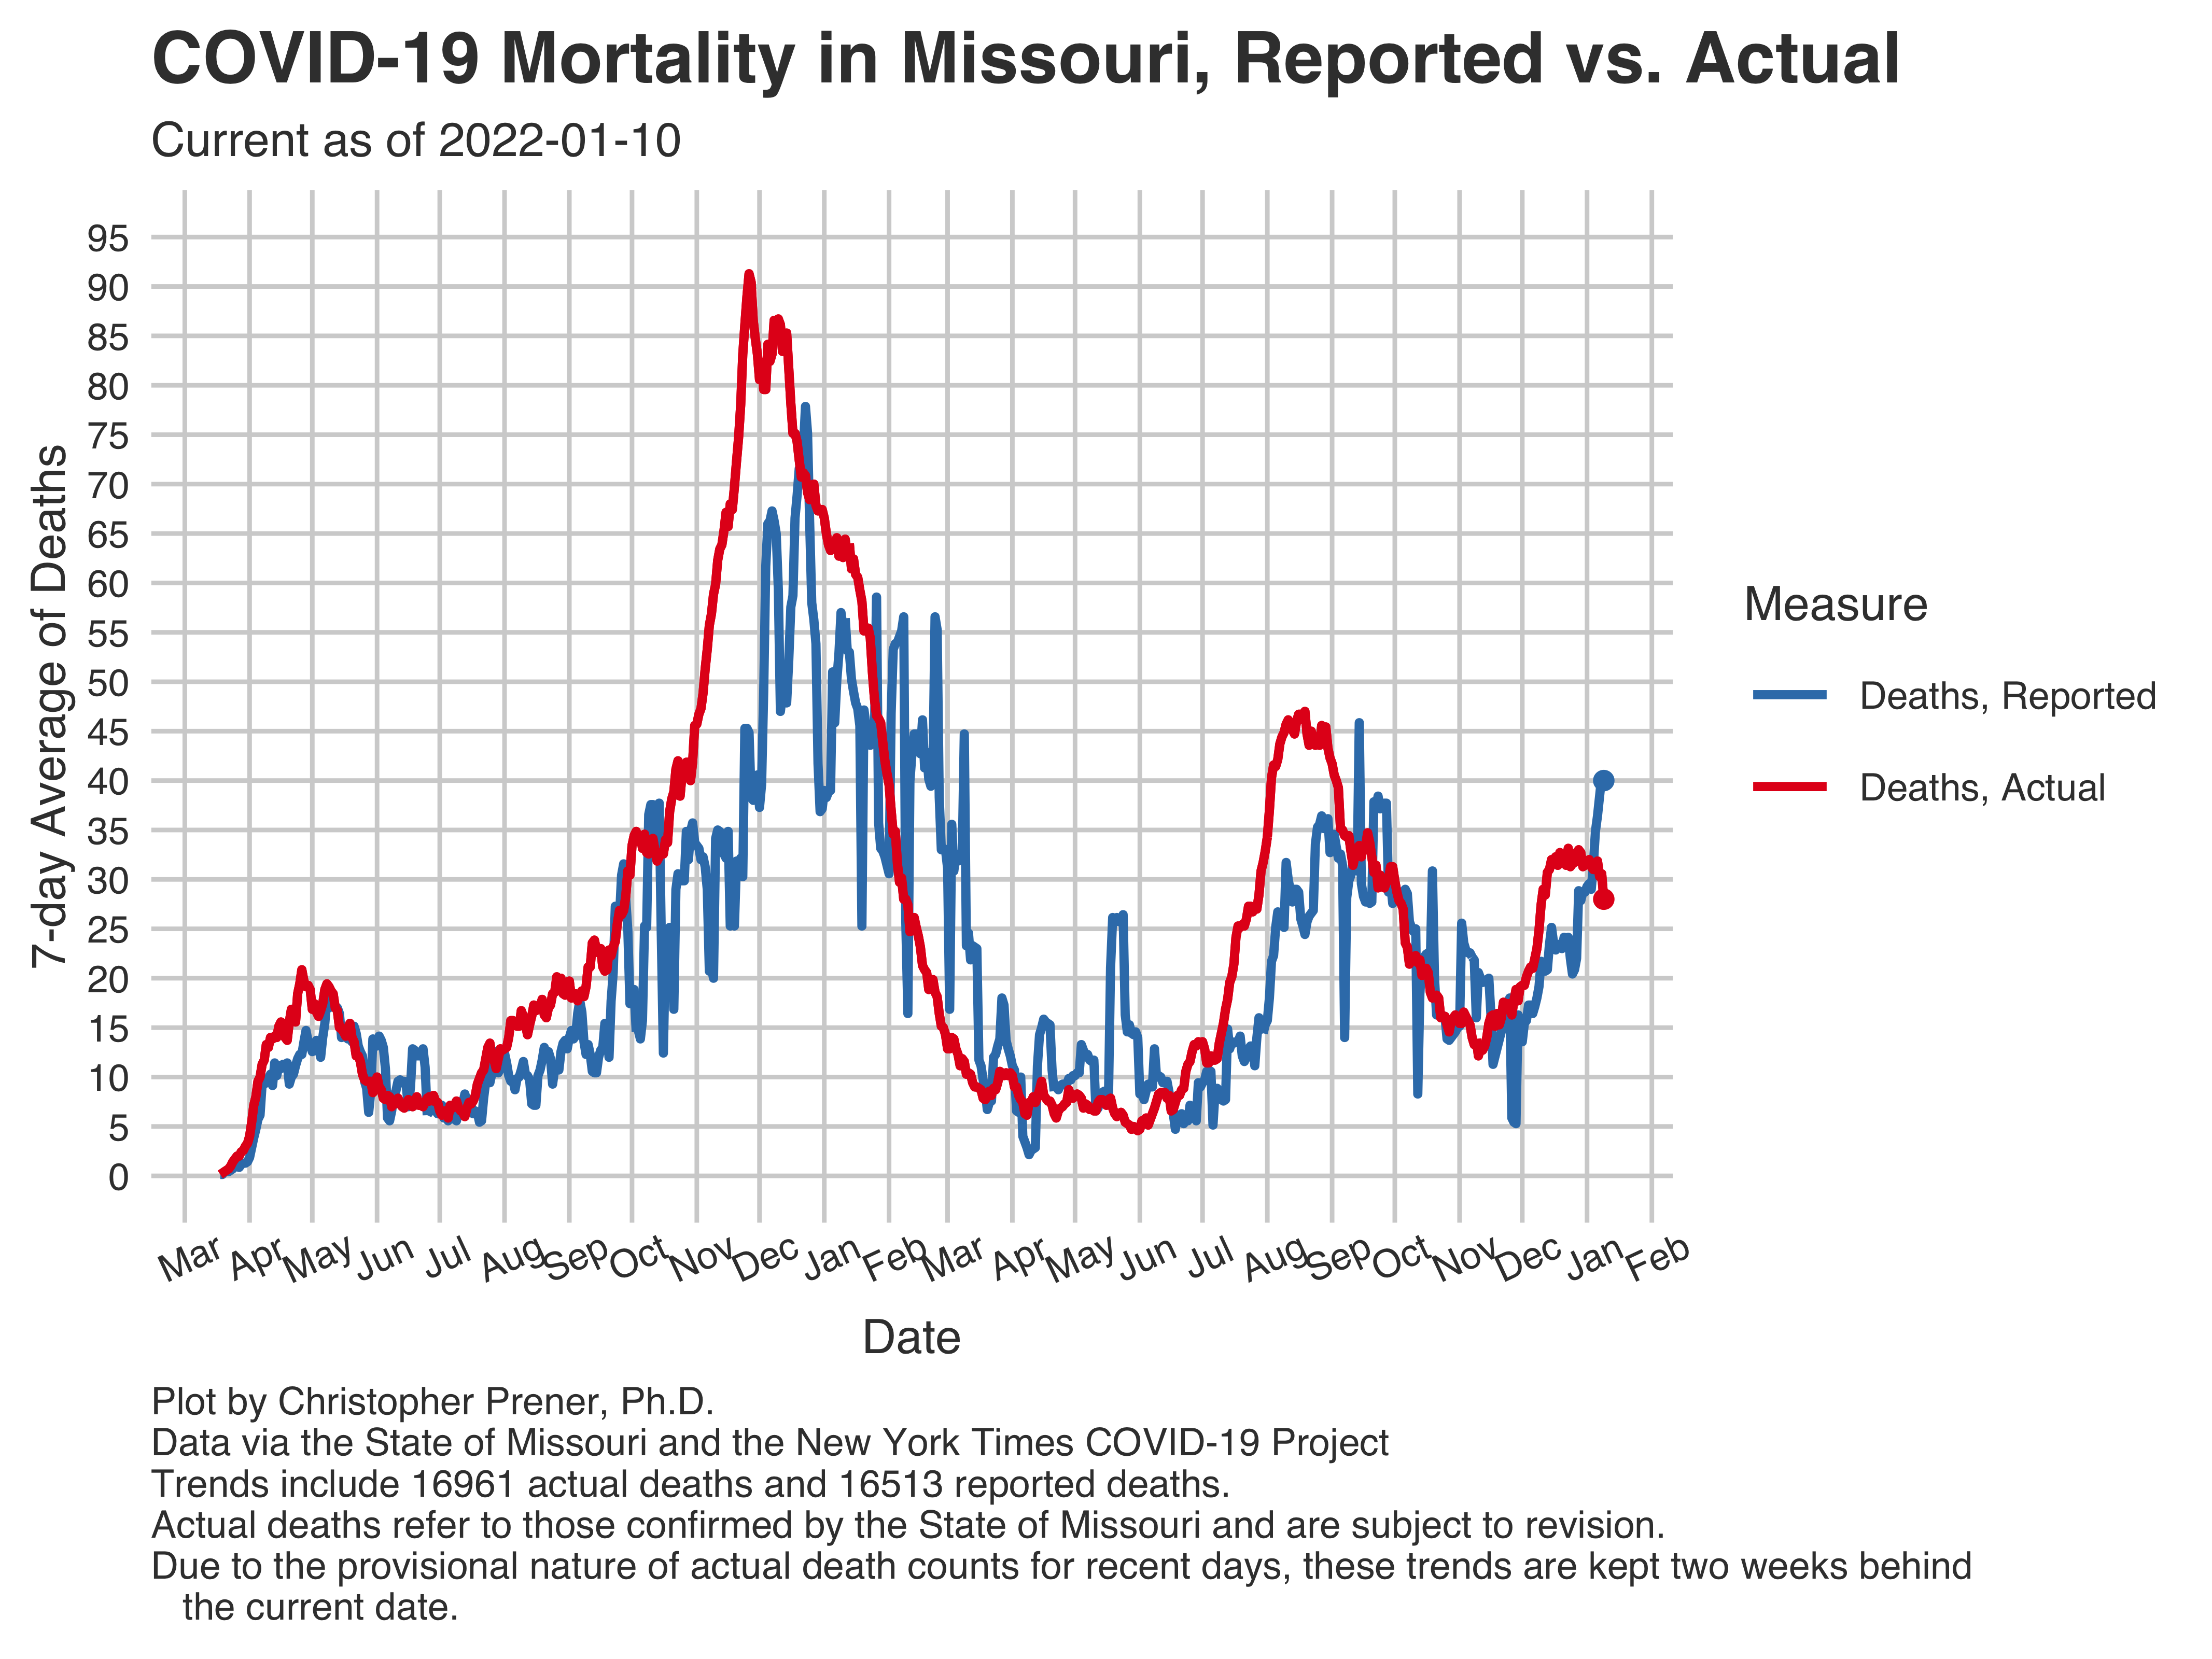 COVID-19 Mortality in Missouri, Reported vs. Actual
Current as of 2022-01-10
95
90
85
80
75
70
65
60
55
50
45
40
35
30
25
20
15
10
5
0
7-day Average of Deaths
Mar Apr May Jun Jul Aug Sep Oct Nov Dec Jan Feb Mar Apr May Jun Jul Aug Sep Oct Nov Dec Jan Feb
Date
Measure
Deaths, Reported
Deaths, Actual
Plot by Christopher Prener, Ph.D.
Data via the State of Missouri and the New York Times COVID-19 Project
Trends include 16961 actual deaths and 16513 reported deaths.
Actual deaths refer to those confirmed by the State of Missouri and are subject to revision.
Due to the provisional nature of actual death counts for recent days, these trends are kept two weeks behind
the current date.